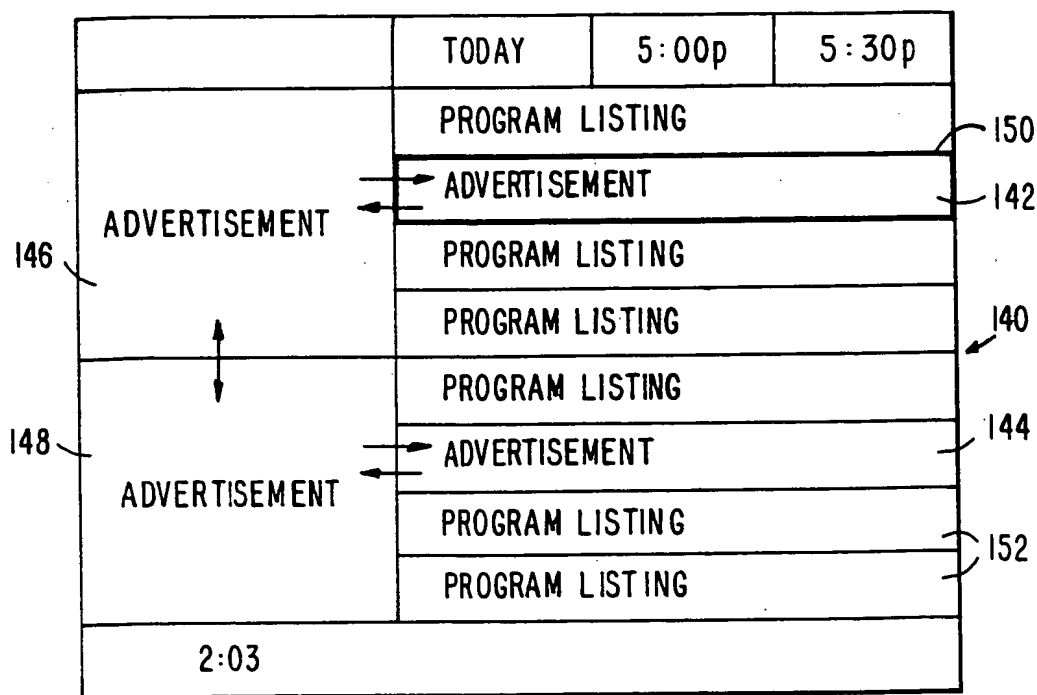 TODAY 5:00p 5:30p
PROGRAM LISTING
150
ADVERTISEMENT
142
ADVERTISEMENT
146
PROGRAM LISTING
PROGRAM LISTING
140
PROGRAM LISTING
148
ADVERTISEMENT
144
ADVERTISEMENT
PROGRAM LISTING
152
PROGRAM LISTING
2:03